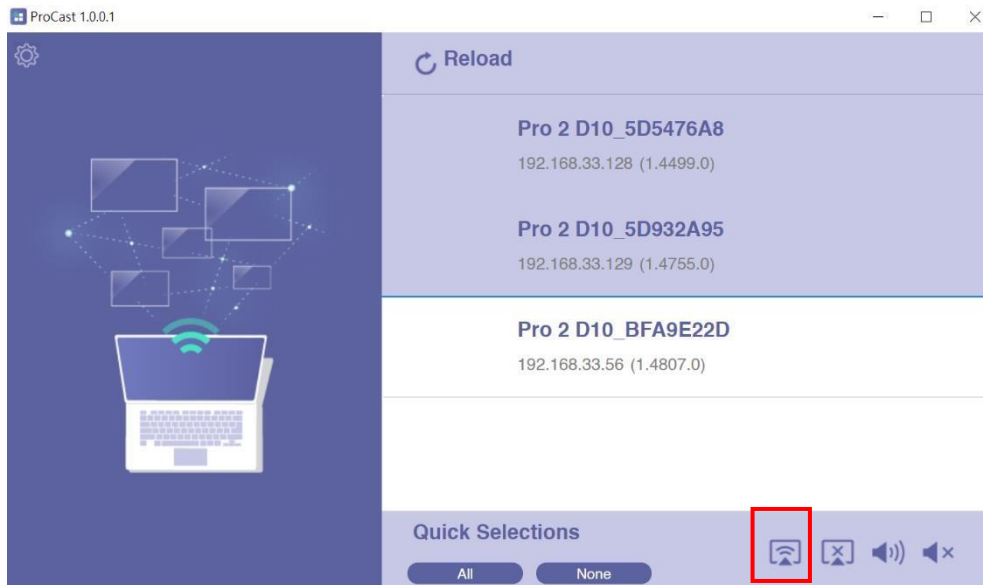 ProCast 1.0.0.1
Reload
Pro 2 D10_5D5476A8
192.168.33.128 (1.4499.0)
Pro 2 D10_5D932A95
192.168.33.129 (1.4755.0)
Pro 2 D10_BFA9E22D
192.168.33.56 (1.4807.0)
Quick Selections
All None